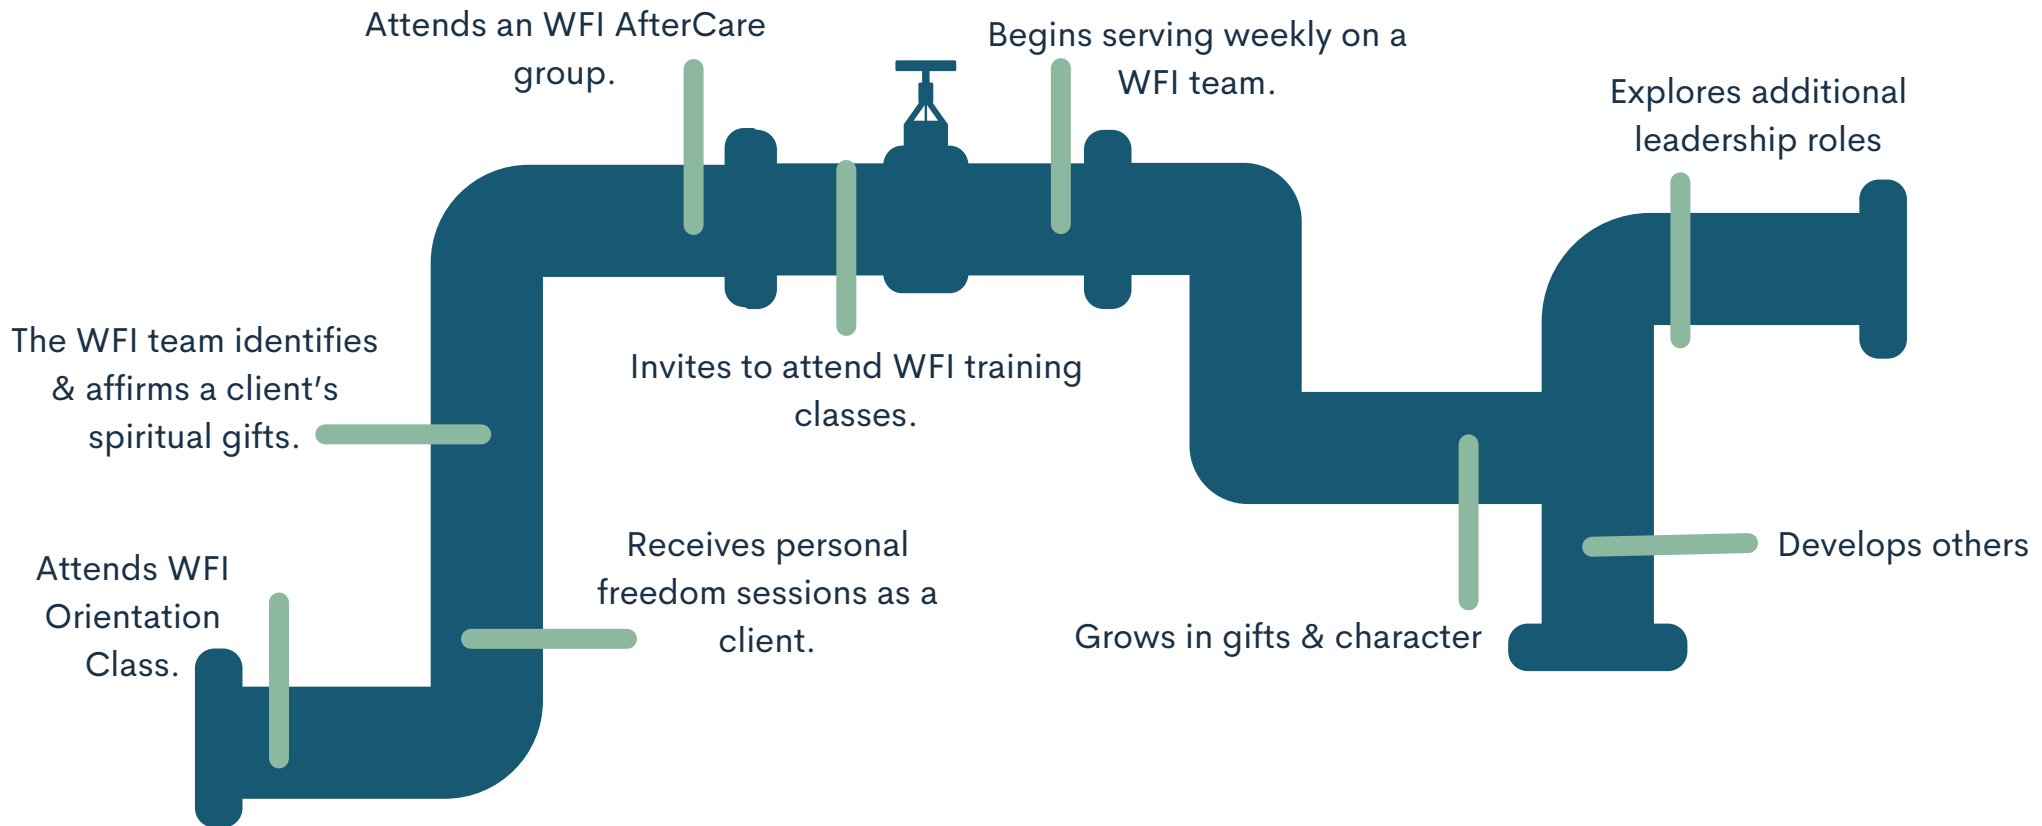 Attends WFI
Orientation
Class.
Receives personal
freedom sessions as a
client.
The WFI team identifies
& affirms a client’s
spiritual gifts.
Attends an WFI AfterCare
group.
Invites to attend WFI training
classes.
Begins serving weekly on a
WFI team.
Grows in gifts & character
Develops others
Explores additional
leadership roles